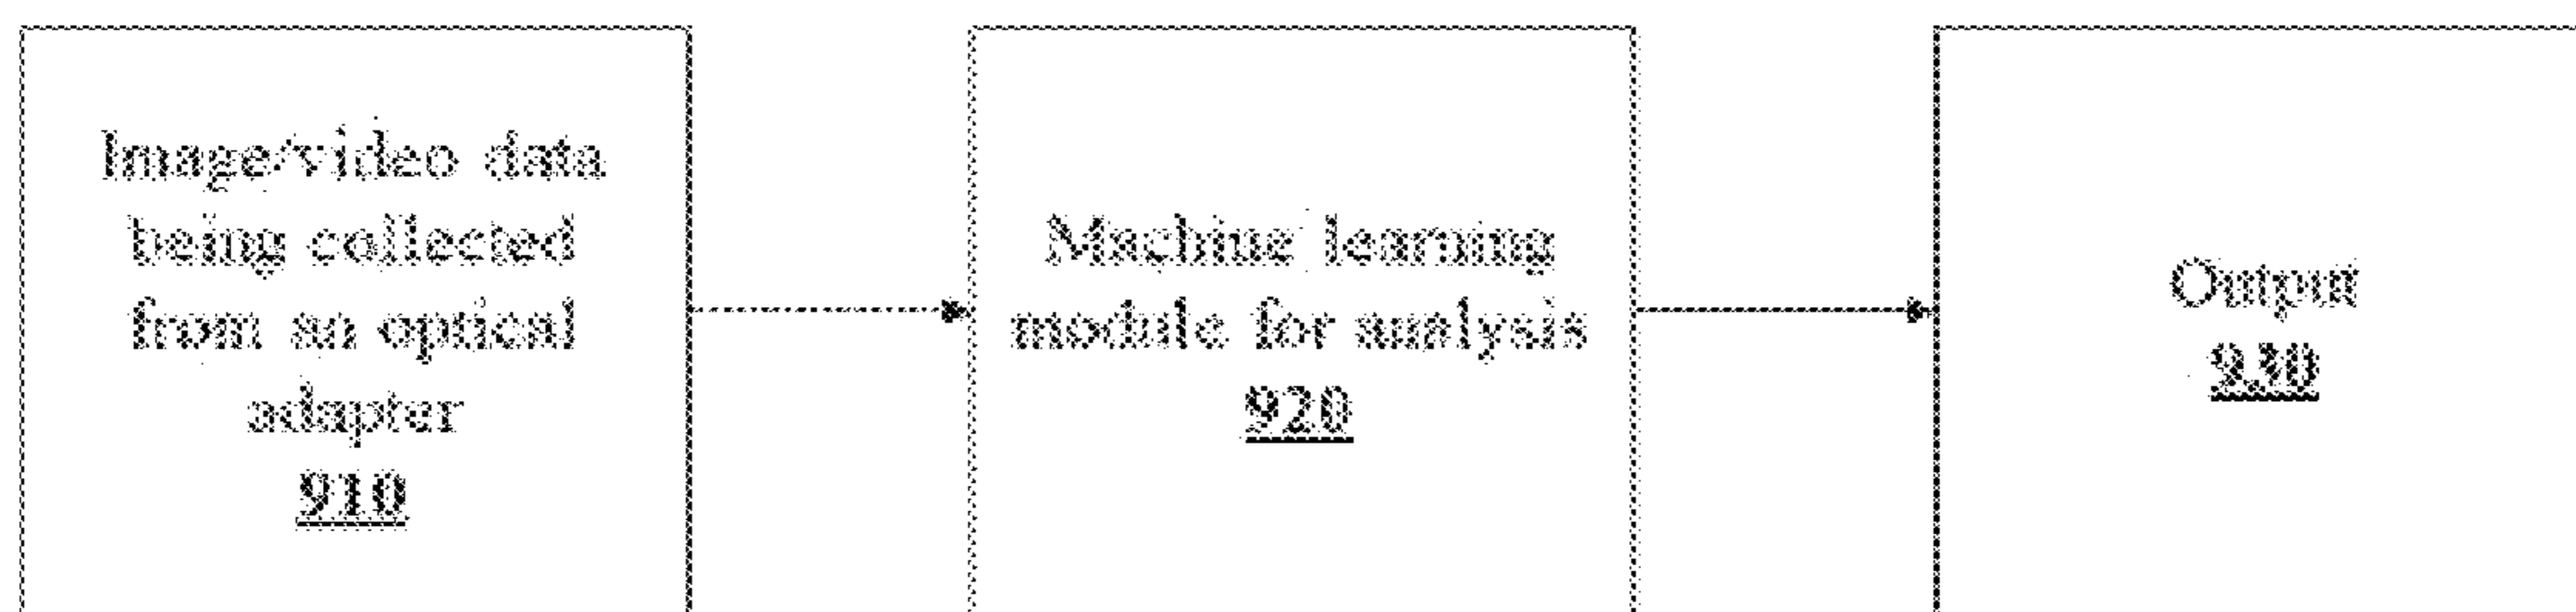 Image/video data
being collected
from an optical
adapter
910
Machine learning
module for analysis
920
Output
930